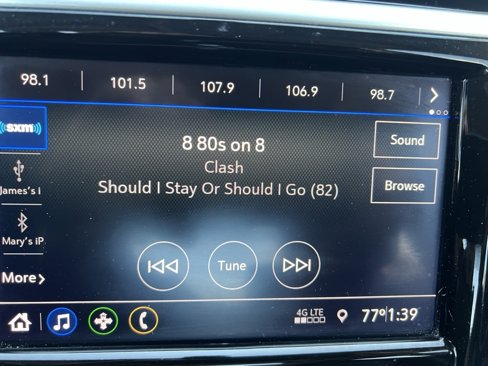 98.1 101.5 107.9 106.9 98.7
sxm
8 80s on 8
Sound
Clash
James's i
Should I Stay Or Should I Go (82)
Browse
Mary's iP
More
Tune
4G LTE
77° 1:39